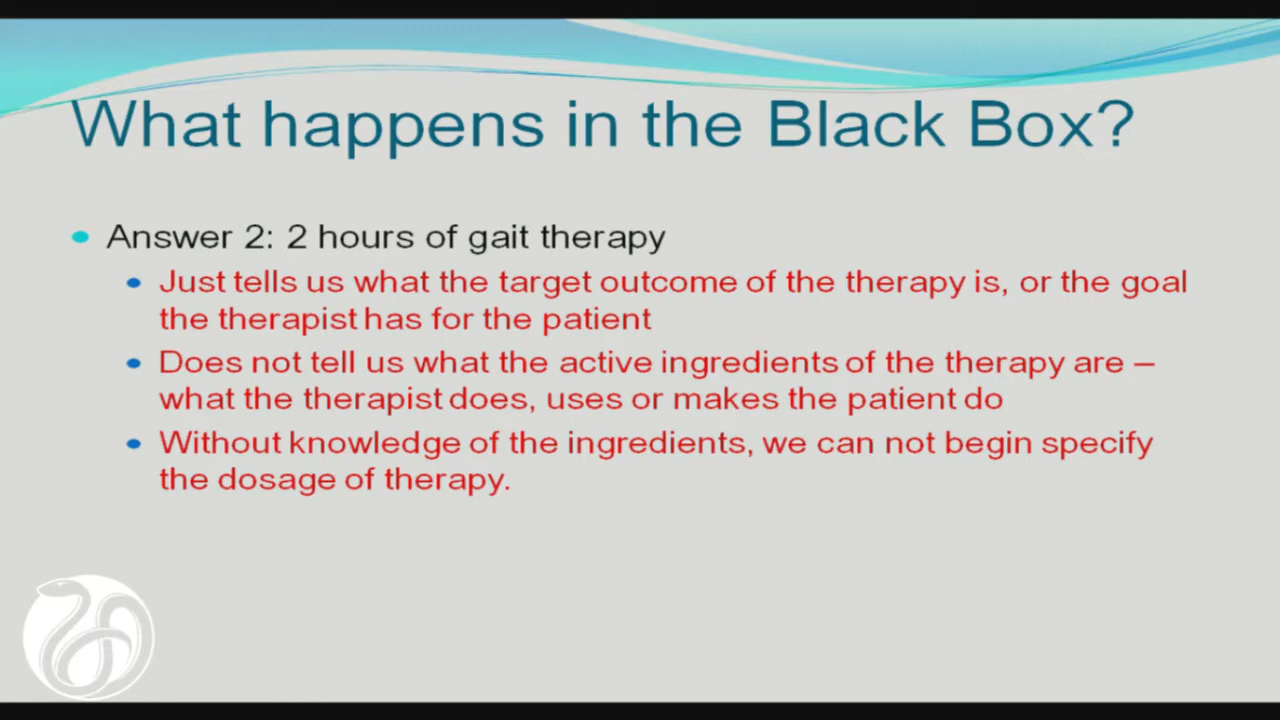 What happens in the Black Box?
Answer 2: 2 hours of gait therapy
Just tells us what the target outcome of the therapy is, or the goal
the therapist has for the patient
Does not tell us what the active ingredients of the therapy are –
what the therapist does, uses or makes the patient do
Without knowledge of the ingredients, we can not begin specify
the dosage of therapy.